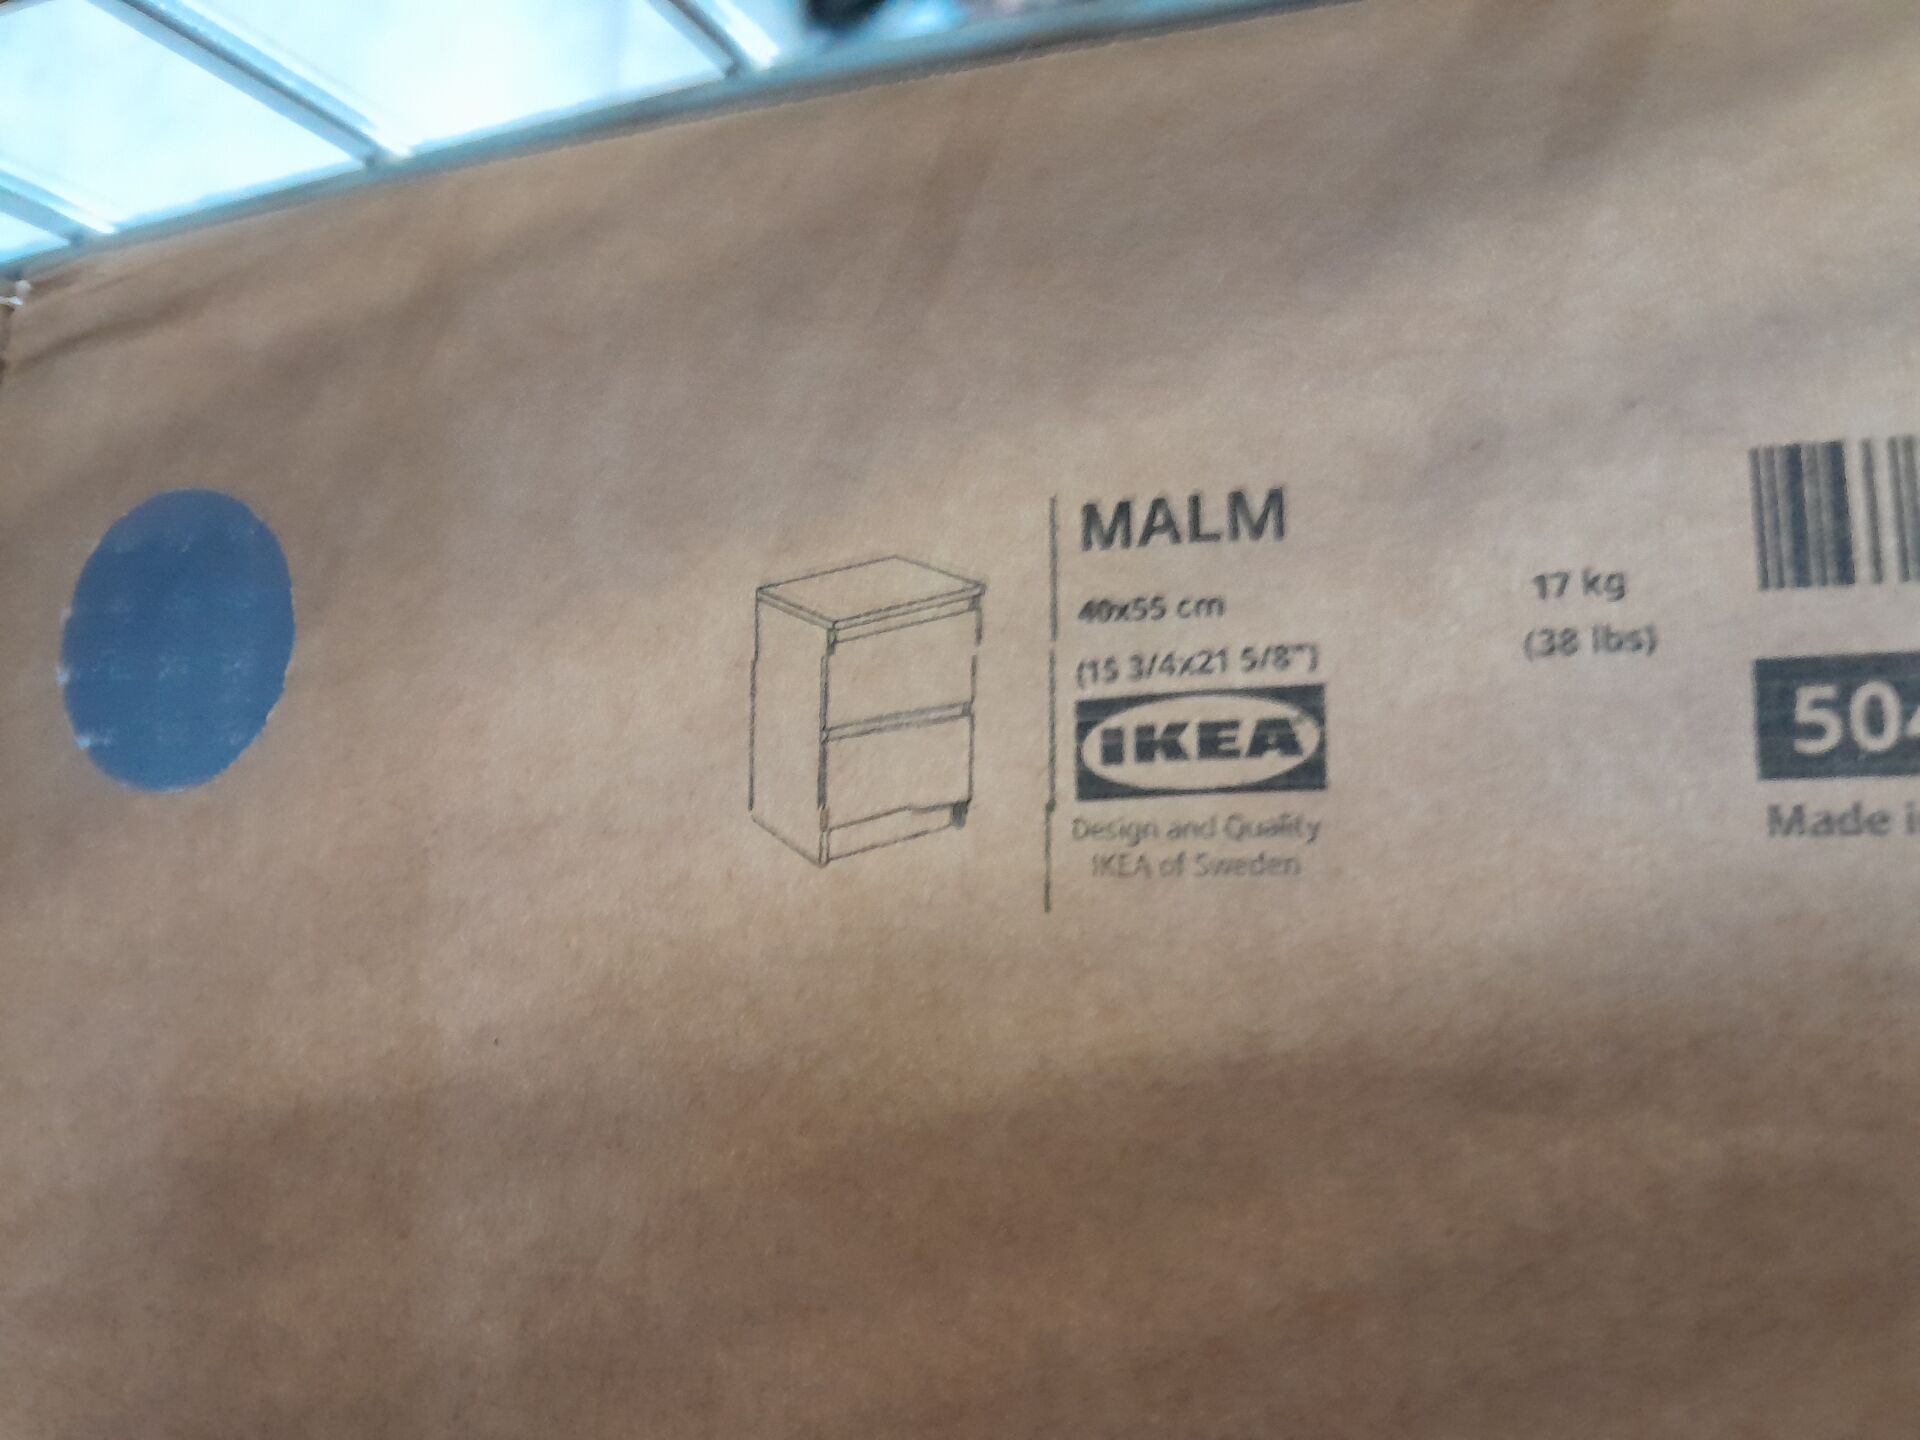 MALM
40x55 cm
(15 3/4x21 5/8")
IKEA
Design and Quality
IKEA of Sweden
17 kg
(38 lbs)
50
Made